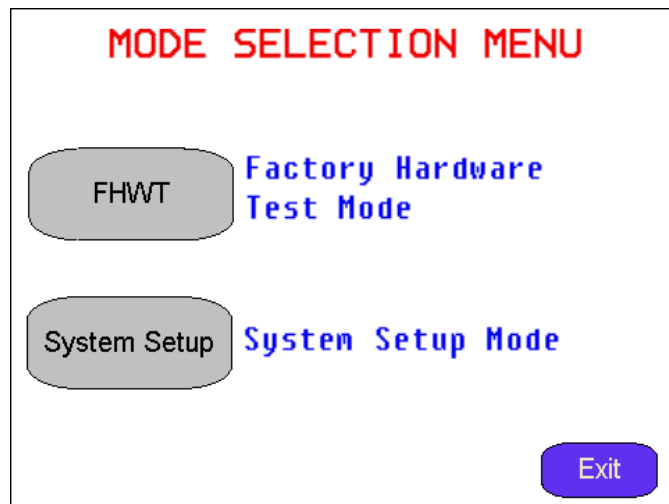 MODE SELECTION MENU
FHWT
Factory Hardware
Test Mode
System Setup
System Setup Mode
Exit